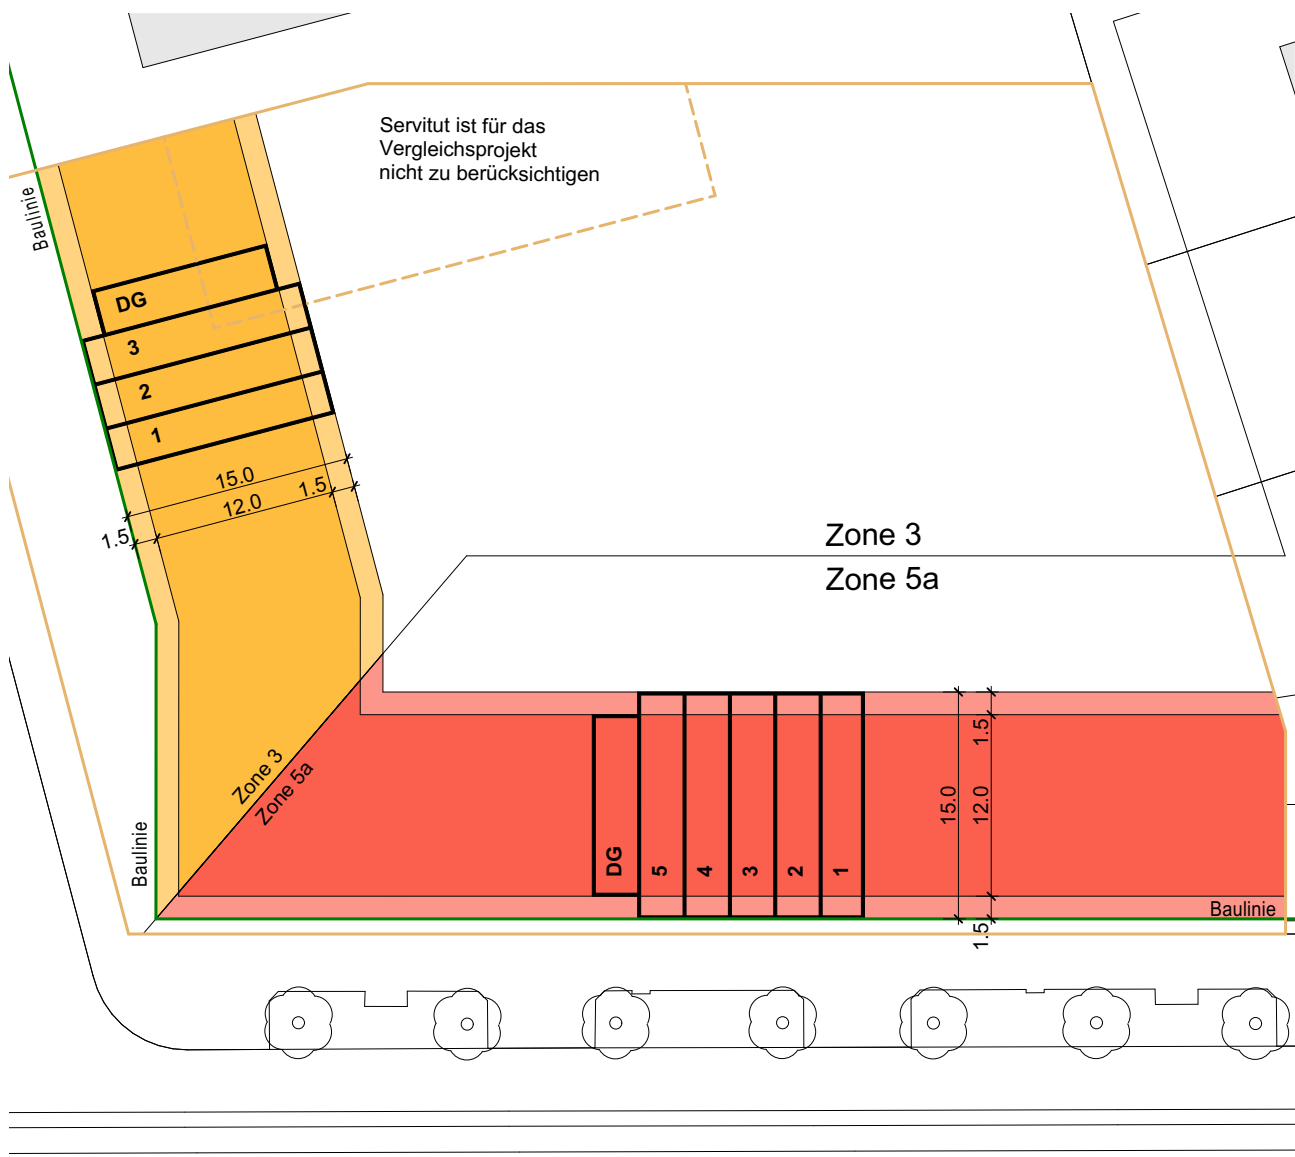 Servitut ist für das
Vergleichsprojekt
nicht zu berücksichtigen
Baulinie
DG
3
2
1
15.0
12.0
1.5
1.5
Zone 3
Zone 5a
Zone 3
Zone 5a
Baulinie
DG
5
4
3
2
1
15.0
12.0
1.5
1.5
Baulinie